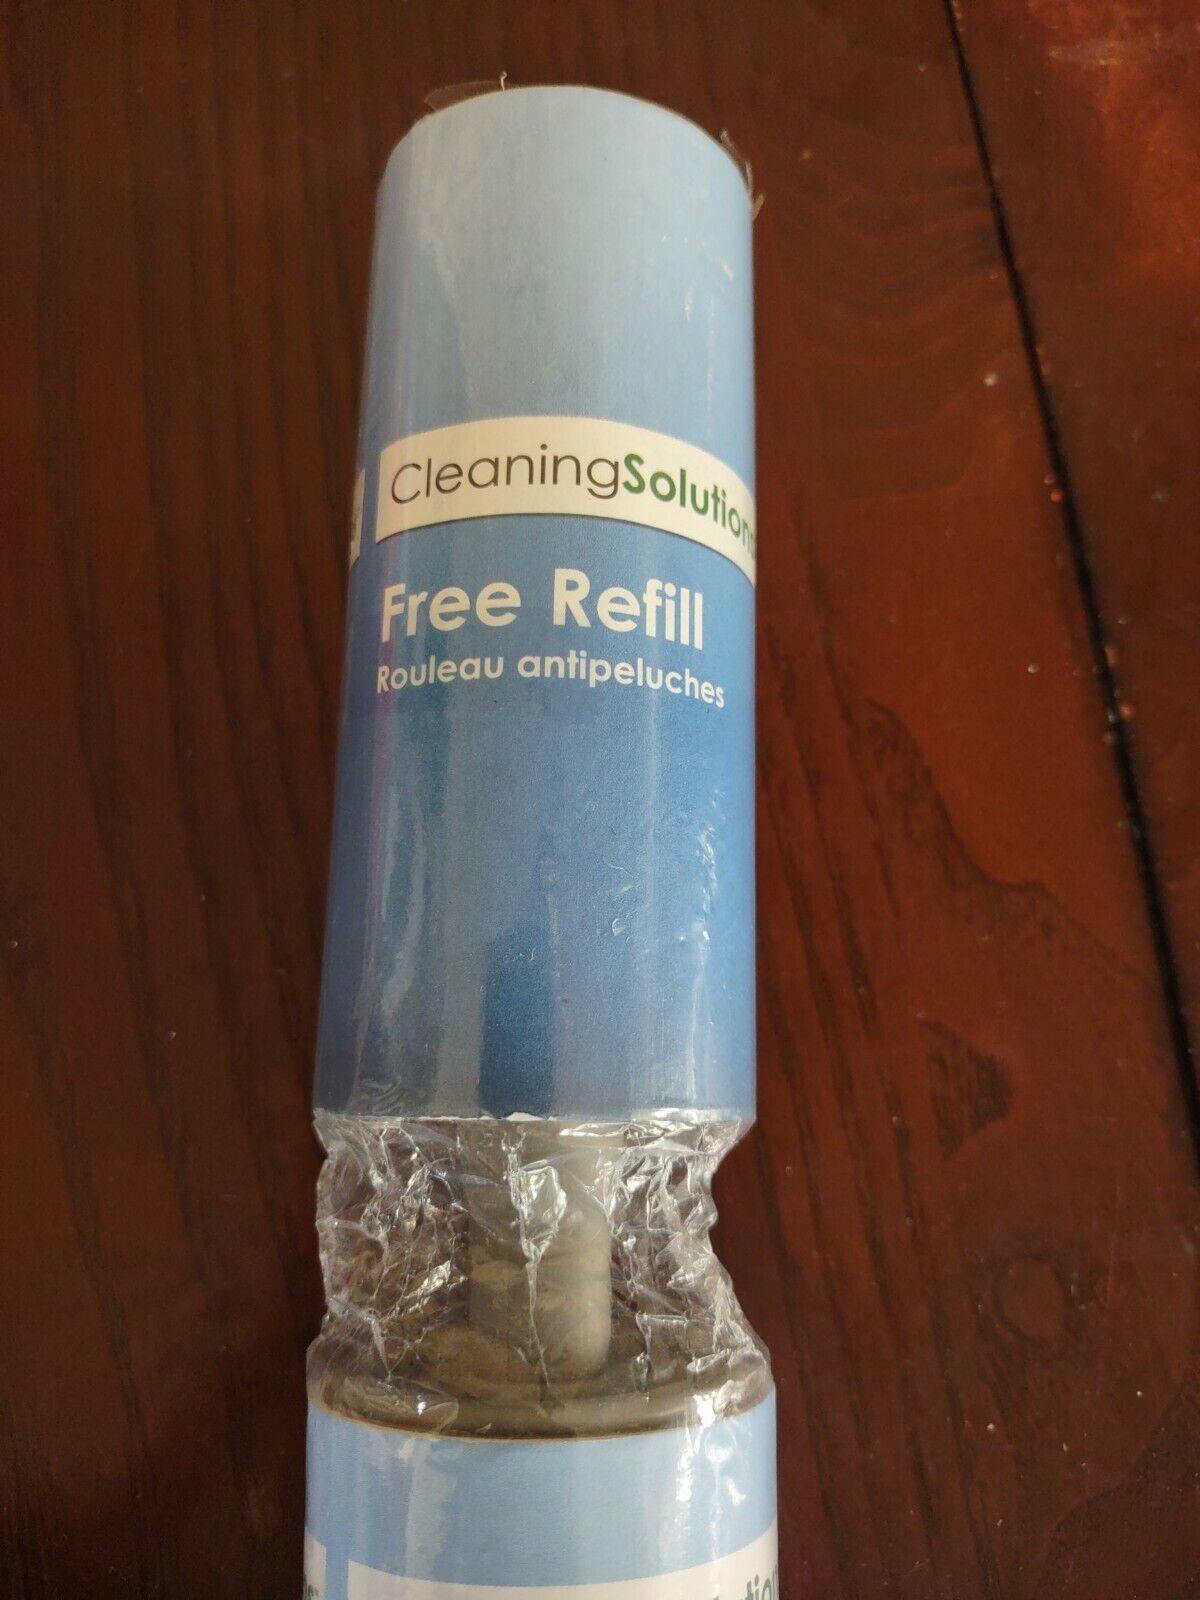 CleaningSolutions
Free Refill
Rouleau antipeluches